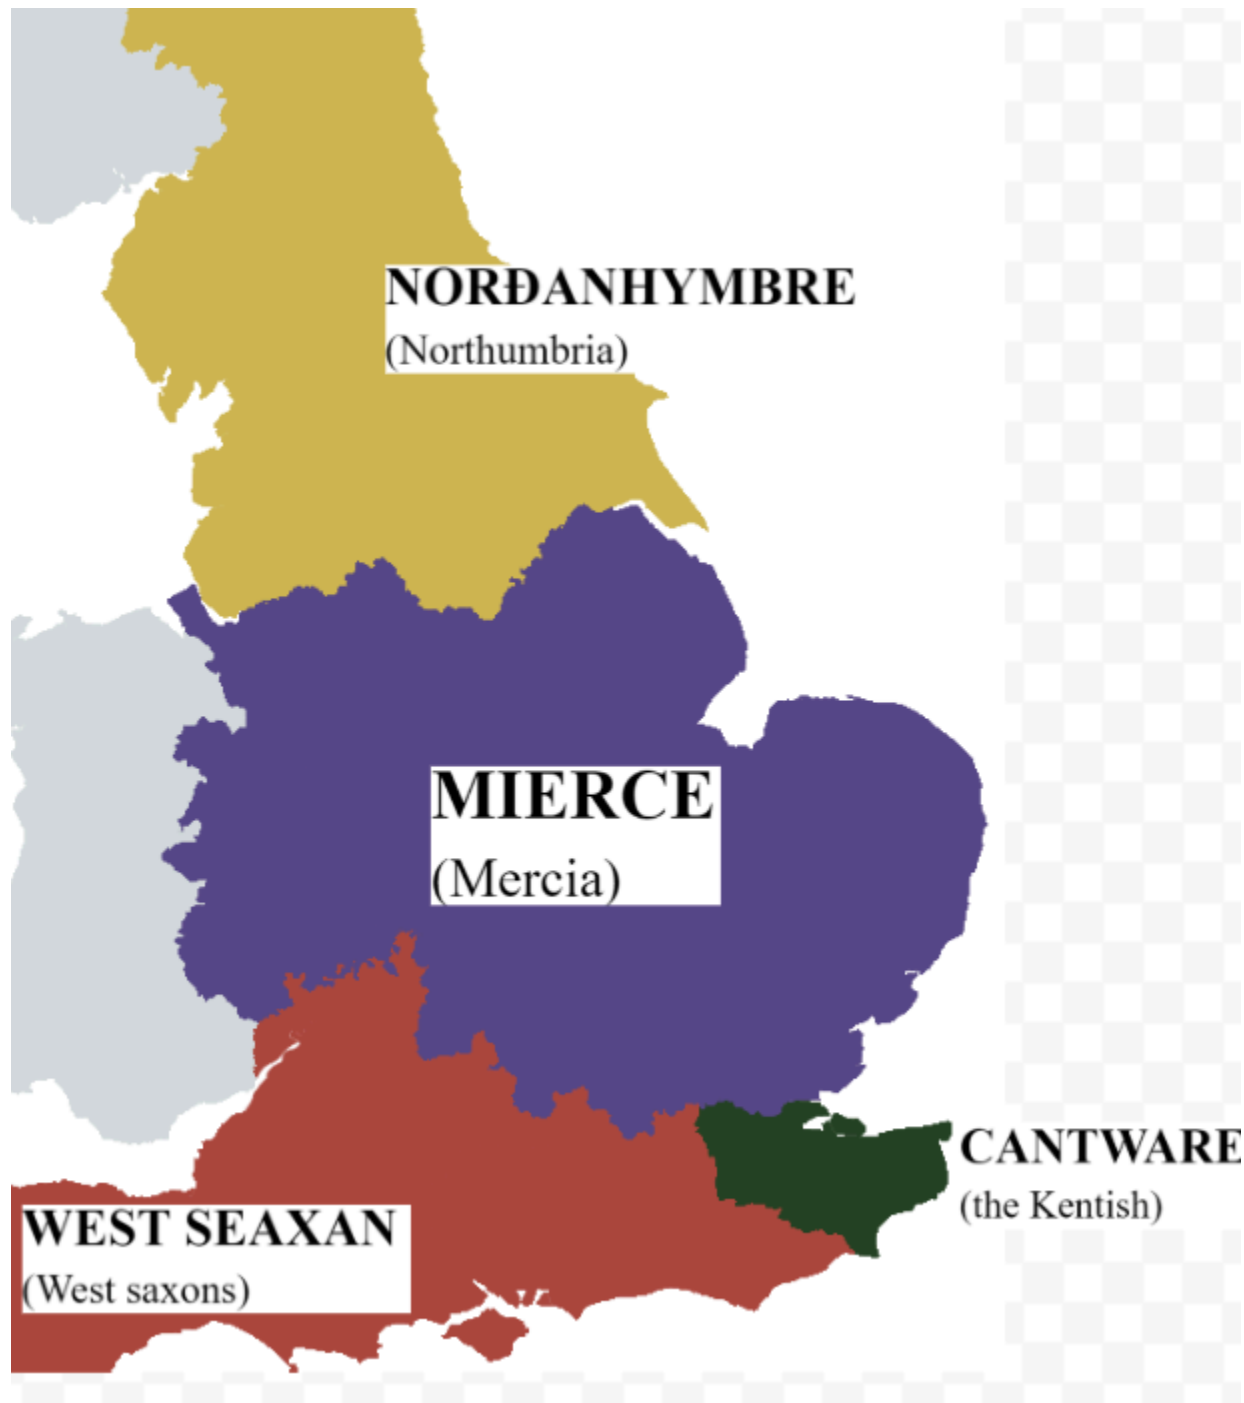 NORÐANHYMBRE
(Northumbria)
MIERCE
(Mercia)
CANTWARE
(the Kentish)
WEST SEAXAN
(West saxons)